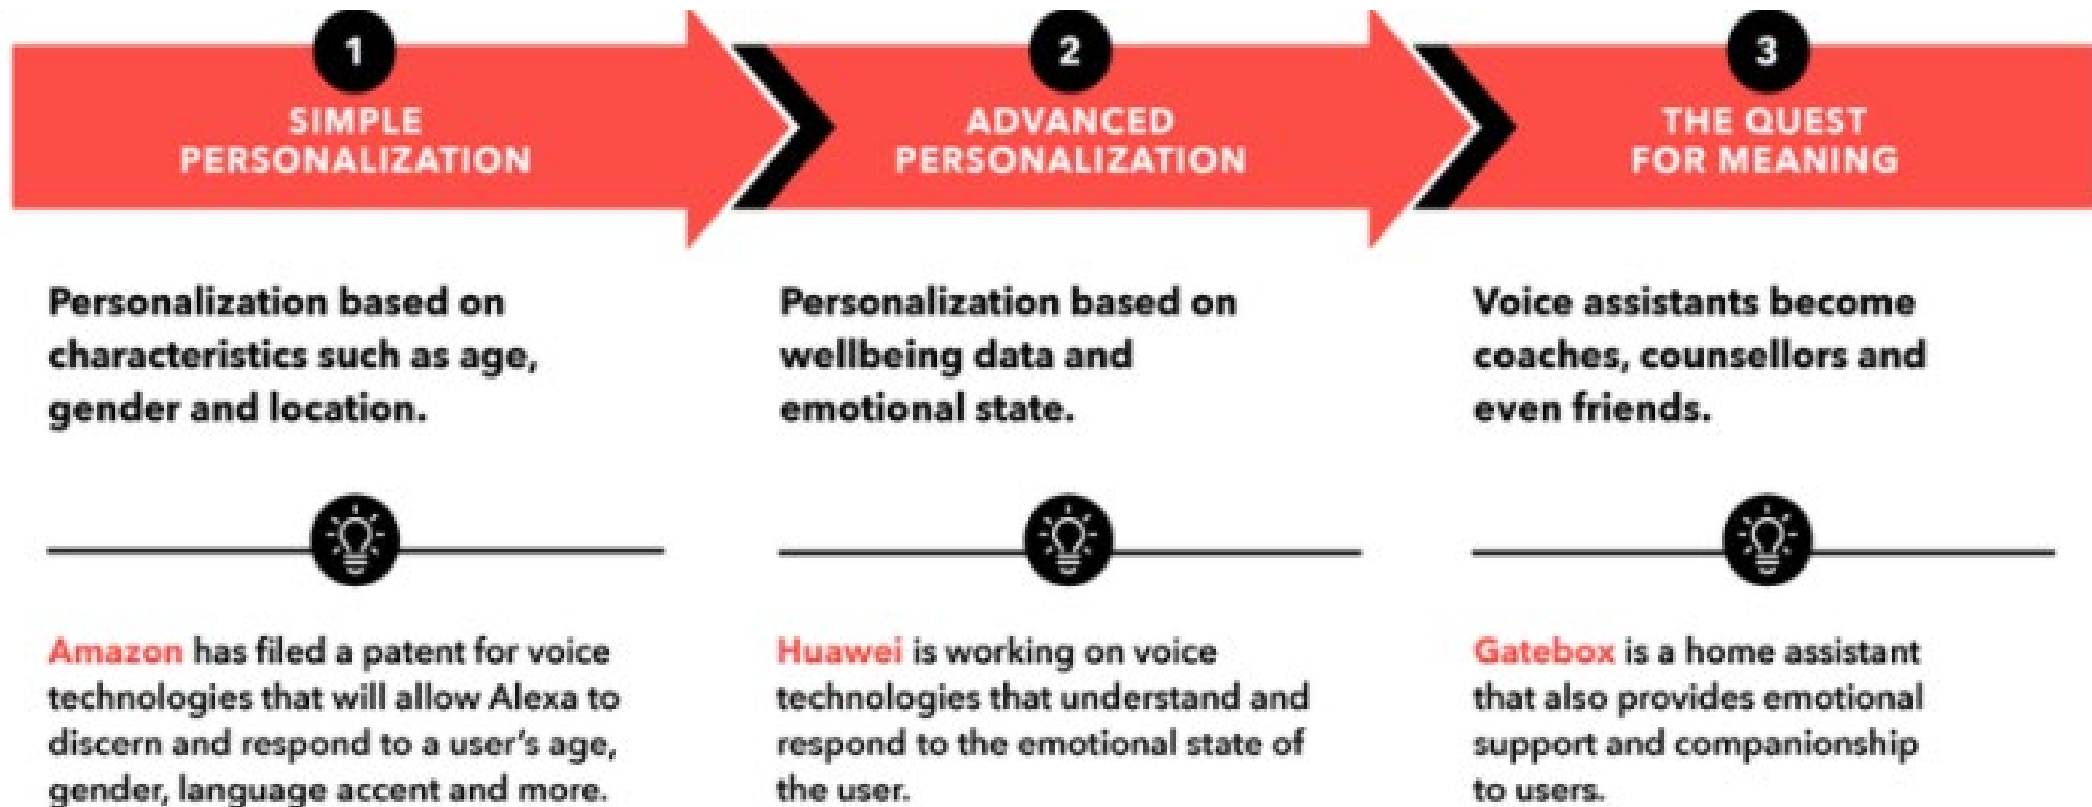 1
SIMPLE
PERSONALIZATION
Personalization based on
characteristics such as age,
gender and location.
Amazon has filed a patent for voice
technologies that will allow Alexa to
discern and respond to a user's age,
gender, language accent and more.
2
ADVANCED
PERSONALIZATION
Personalization based on
wellbeing data and
emotional state.
Huawei is working on voice
technologies that understand and
respond to the emotional state of
the user.
3
THE QUEST
FOR MEANING
Voice assistants become
coaches, counsellors and
even friends.
Gatebox is a home assistant
that also provides emotional
support and companionship
to users.